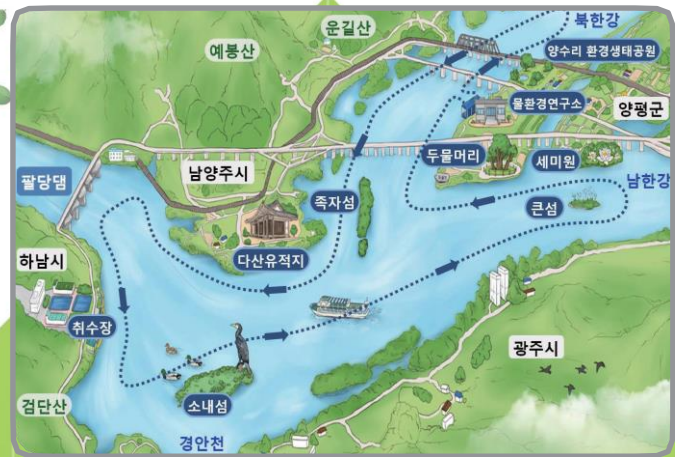 북한강
운길산
예봉산
양수리 환경생태공원
물환경연구소
양평군
두물머리
세미원
남양주시
팔당댐
남한강
족자섬
큰섬
다산유적지
하남시
취수장
광주시
소내섬
검단산
경안천